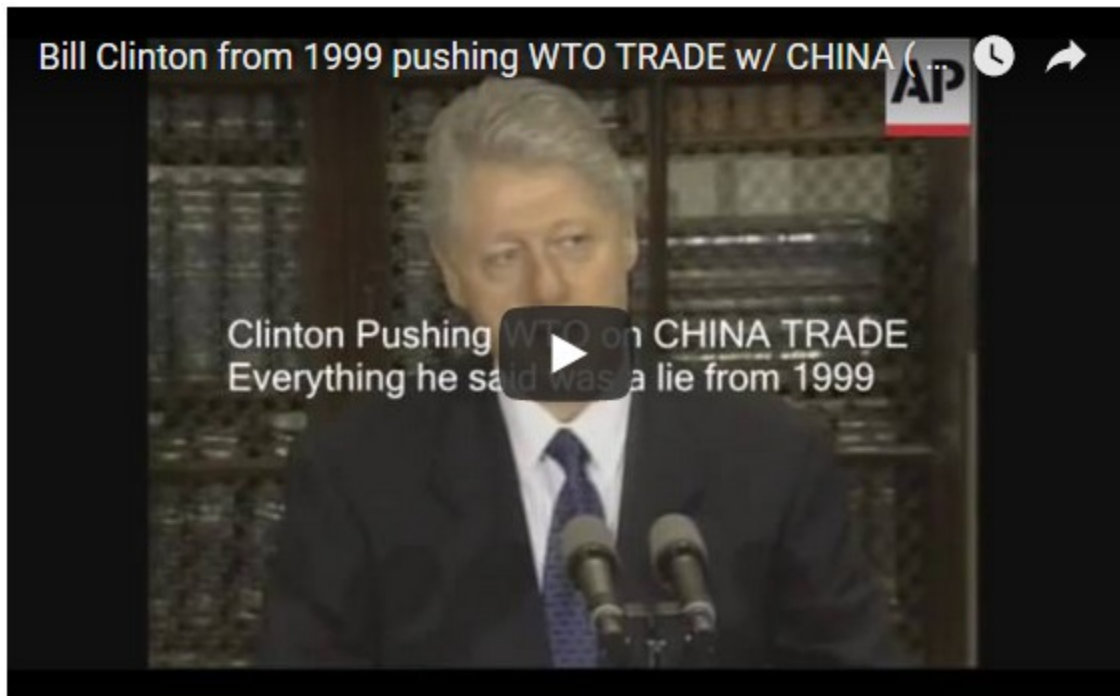 Bill Clinton from 1999 pushing WTO TRADE w/ CHINA ( ...
AP
Clinton Pushing WTO on CHINA TRADE
Everything he said was a lie from 1999